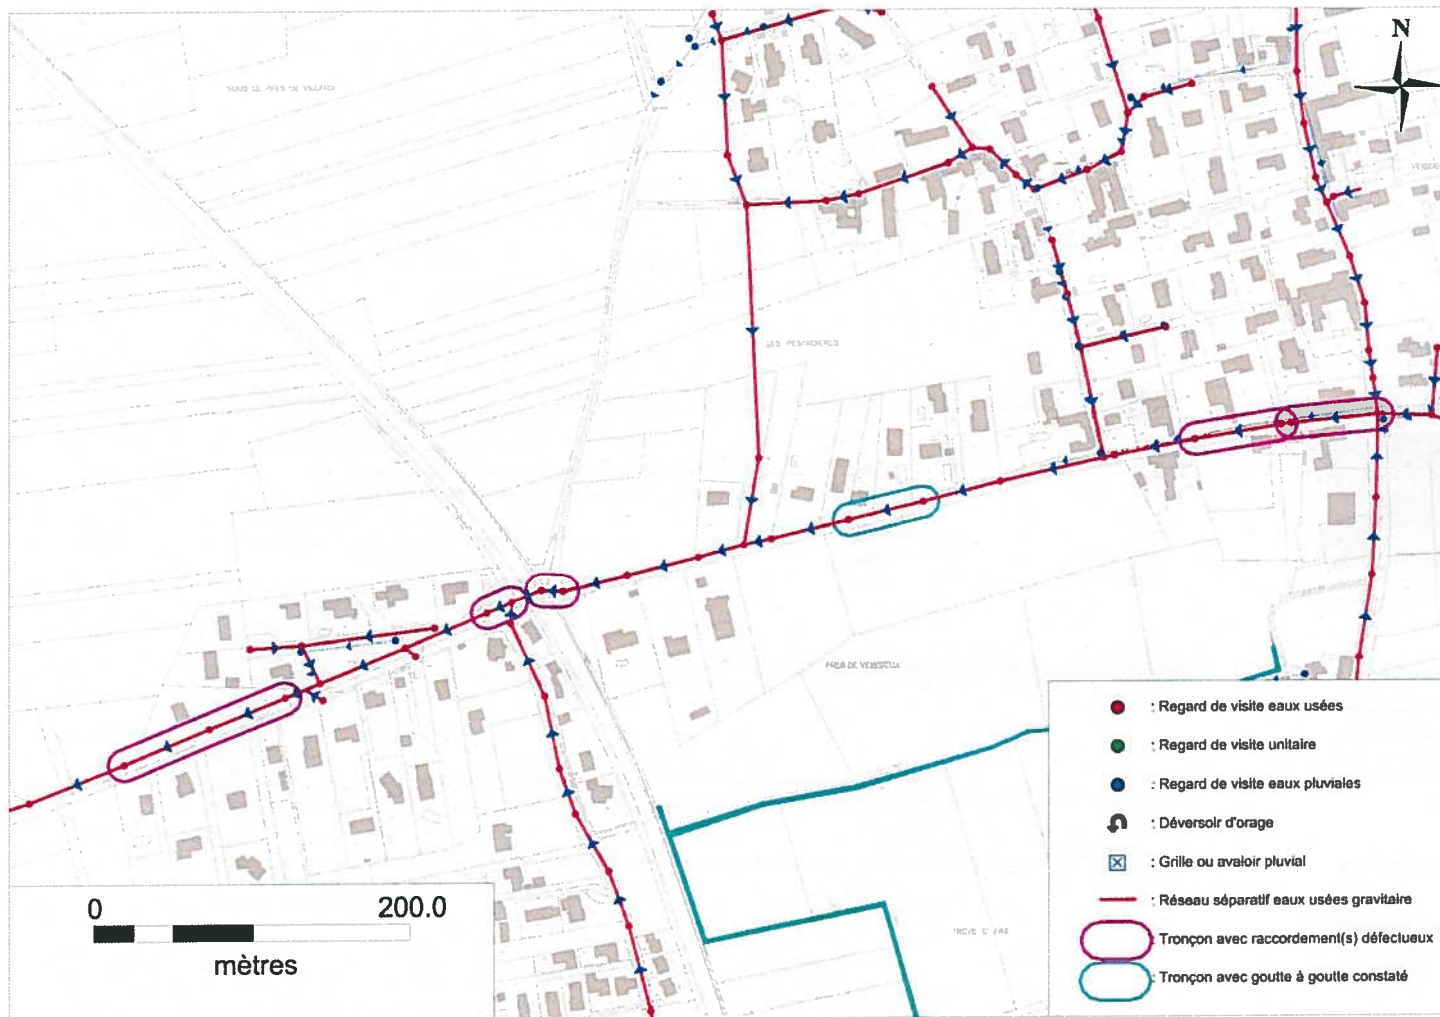 N
LES PESANCIERES
: Regard de visite eaux usées
: Regard de visite unitaire
: Regard de visite eaux pluviales
: Déversoir d'orage
: Grille ou avaloir pluvial
: Réseau séparatif eaux usées gravitaire
: Tronçon avec raccordement(s) défectueux
: Tronçon avec goutte à goutte constaté
0 200.0
mètres